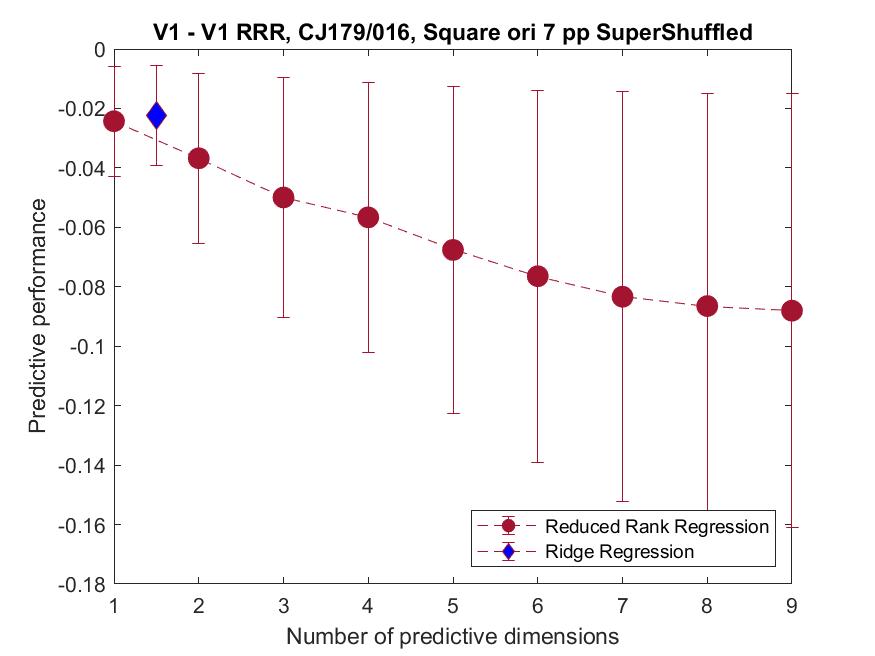 V1 - V1 RRR, CJ179/016, Square ori 7 pp SuperShuffled
0
-0.02
-0.04
-0.06
-0.08
-0.1
-0.12
-0.14
-0.16
-0.18
Predictive performance
Reduced Rank Regression
Ridge Regression
1 2 3 4 5 6 7 8 9
Number of predictive dimensions